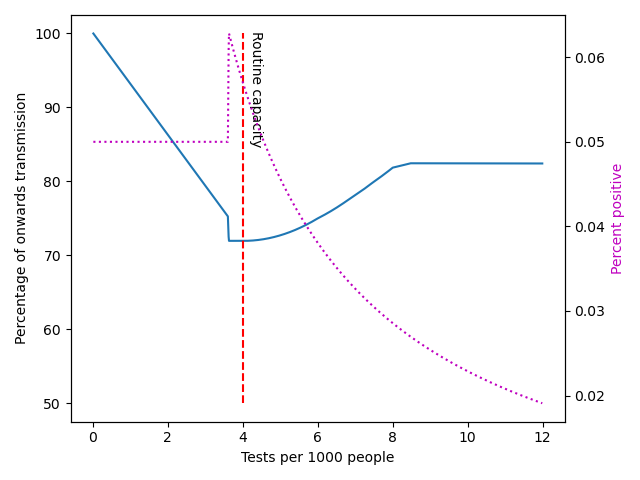 Percentage of onwards transmission
100
90
80
70
60
50
Routine capacity
0.06
0.05
0.04
0.03
0.02
Percent positive
0 2 4 6 8 10 12
Tests per 1000 people